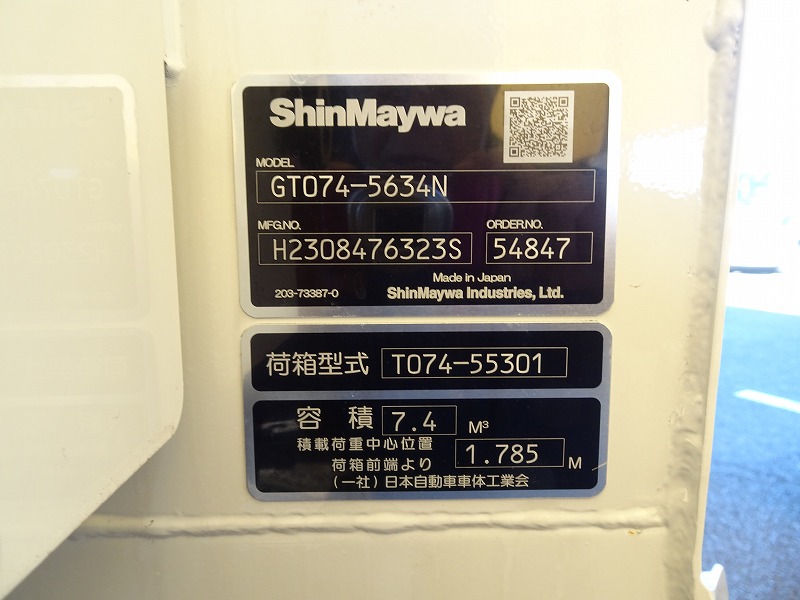 ShinMaywa
MODEL
GT074-5634N
MFG.NO. ORDER.NO.
H2308476323S 54847
Made in Japan
203-73387-0 ShinMaywa Industries, Ltd.
荷箱型式 T074-55301
容積 7.4 M³
積載荷重中心位置
荷箱前端より 1.785 M
(一社)日本自動車車体工業会